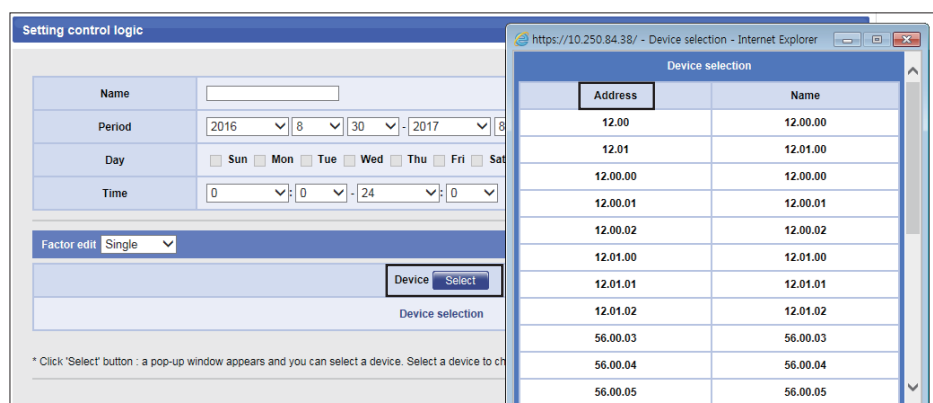 Setting control logic
Name
Period 2016 8 30 - 2017 8
Day Sun Mon Tue Wed Thu Fri Sat
Time 0 : 0 - 24 : 0
Factor edit Single
Device Select
Device selection
* Click 'Select' button : a pop-up window appears and you can select a device. Select a device to ch
https://10.250.84.38/ - Device selection - Internet Explorer
Device selection
Address Name
12.00 12.00.00
12.01 12.01.00
12.00.00 12.00.00
12.00.01 12.00.01
12.00.02 12.00.02
12.01.00 12.01.00
12.01.01 12.01.01
12.01.02 12.01.02
56.00.03 56.00.03
56.00.04 56.00.04
56.00.05 56.00.05